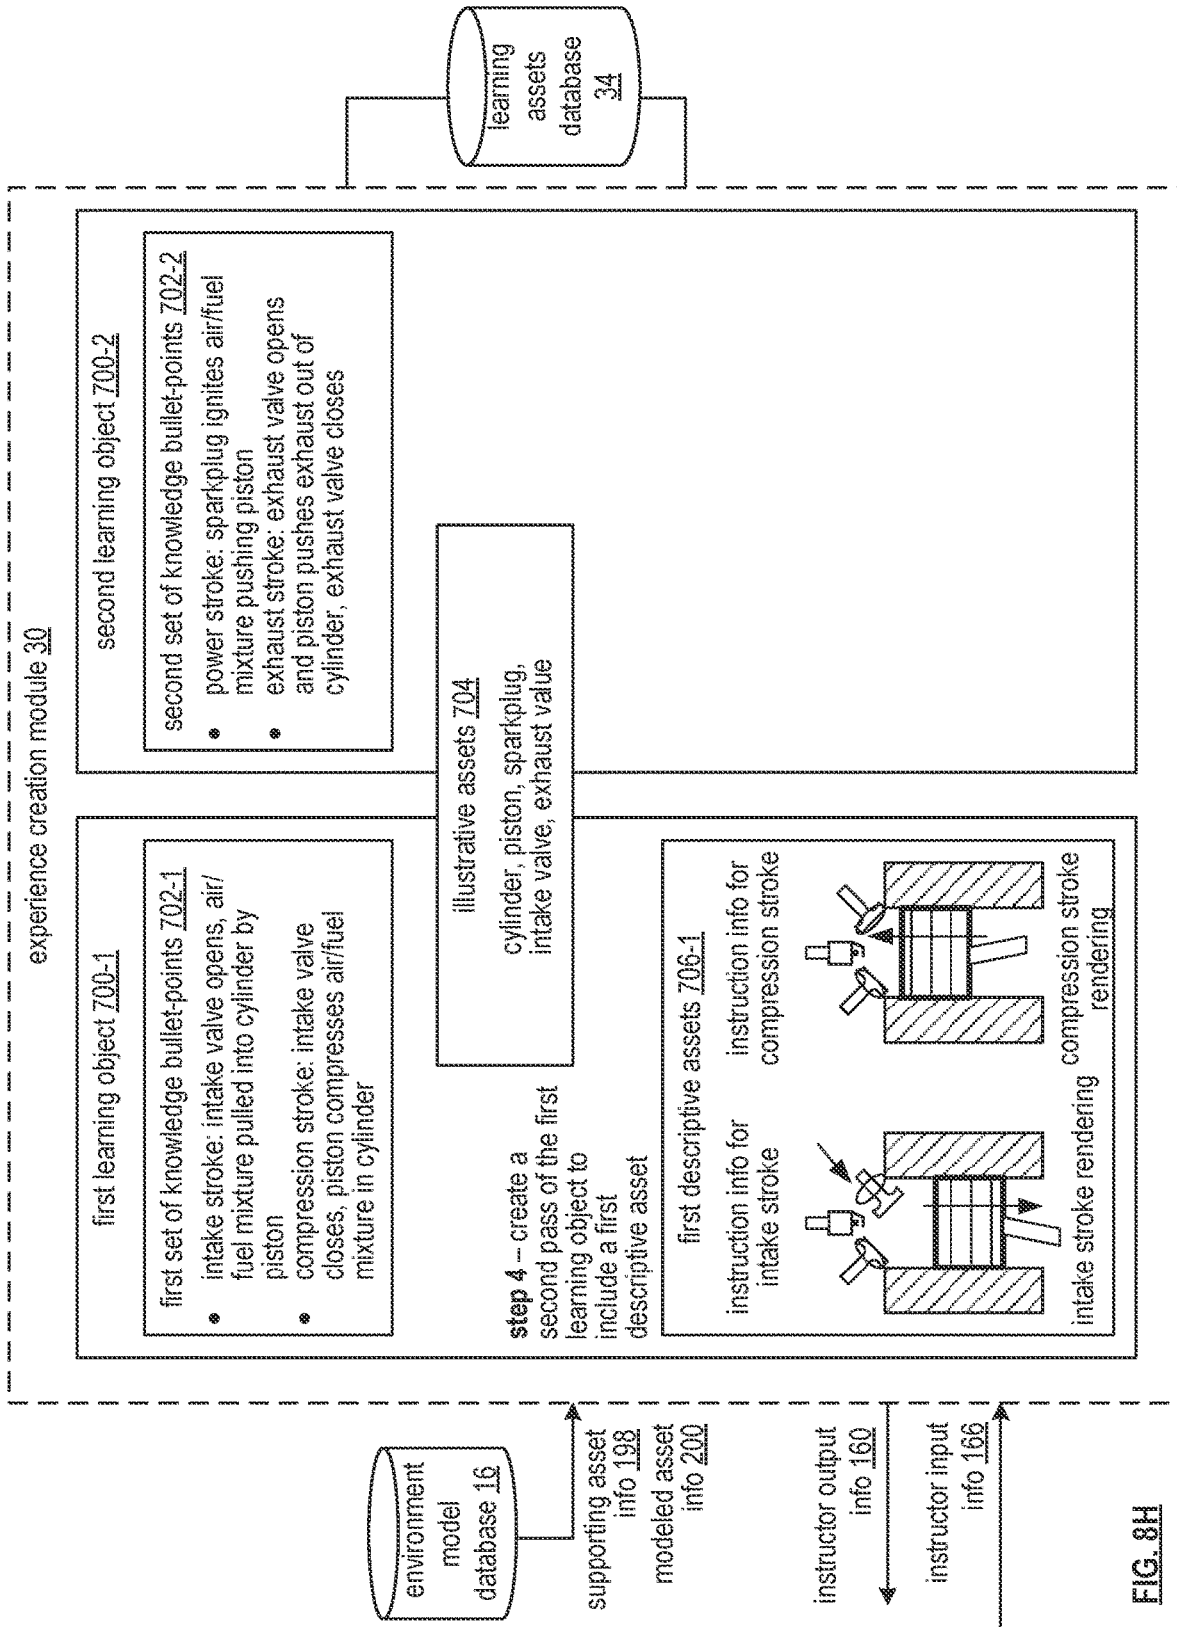 experience creation module 30
first learning object 700-1
first set of knowledge bullet-points 702-1
• intake stroke: intake valve opens, air/
fuel mixture pulled into cylinder by
piston
• compression stroke: intake valve
closes, piston compresses air/fuel
mixture in cylinder
second learning object 700-2
second set of knowledge bullet-points 702-2
• power stroke: sparkplug ignites air/fuel
mixture pushing piston
• exhaust stroke: exhaust valve opens
and piston pushes exhaust out of
cylinder, exhaust valve closes
illustrative assets 704
cylinder, piston, sparkplug,
intake valve, exhaust value
step 4 – create a
second pass of the first
learning object to
include a first
descriptive asset
first descriptive assets 706-1
instruction info for
intake stroke
instruction info for
compression stroke
intake stroke rendering
compression stroke
rendering
environment
model
database 16
supporting asset
info 198
modeled asset
info 200
instructor output
info 160
instructor input
info 166
learning
assets
database
34
FIG. 8H